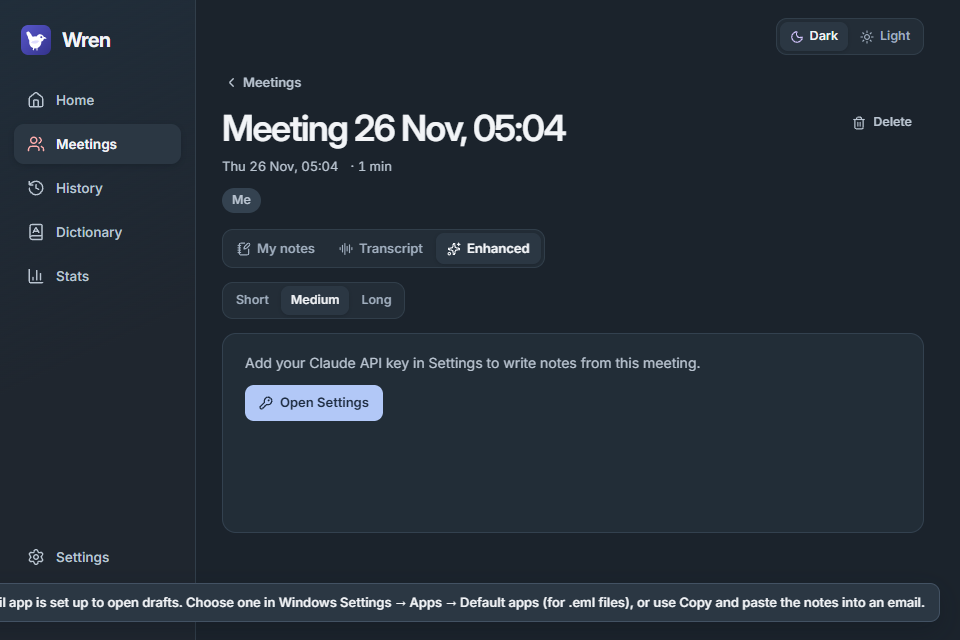 Wren
Dark
Light
Home
Meetings
History
Dictionary
Stats
Settings
Meetings
Meeting 26 Nov, 05:04
Delete
Thu 26 Nov, 05:04 · 1 min
Me
My notes
Transcript
Enhanced
Short
Medium
Long
Add your Claude API key in Settings to write notes from this meeting.
Open Settings
app is set up to open drafts. Choose one in Windows Settings → Apps → Default apps (for .eml files), or use Copy and paste the notes into an email.